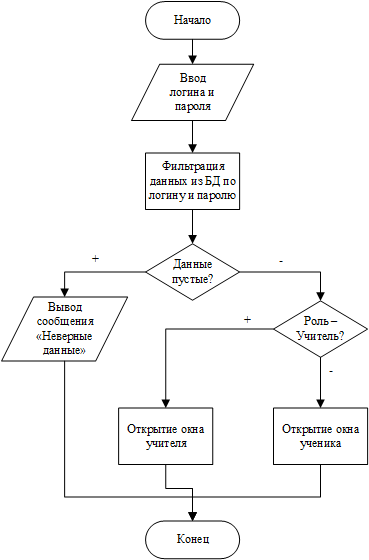 Начало
Ввод
логина и
пароля
Фильтрация
данных из БД по
логину и паролю
Данные
пустые?
+
-
Вывод
сообщения
«Неверные
данные»
Роль –
Учитель?
+
-
Открытие окна
учителя
Открытие окна
ученика
Конец